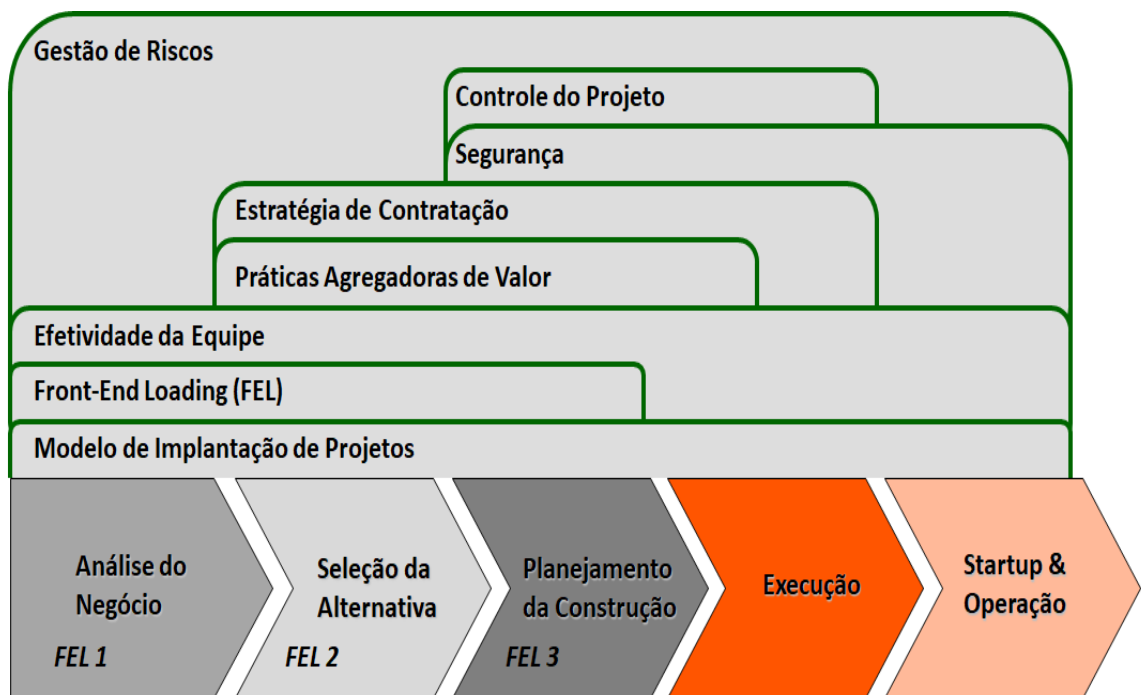 Gestão de Riscos
Controle do Projeto
Segurança
Estratégia de Contratação
Práticas Agregadoras de Valor
Efetividade da Equipe
Front-End Loading (FEL)
Modelo de Implantação de Projetos
Análise do
Negócio
FEL 1
Seleção da
Alternativa
FEL 2
Planejamento
da Construção
FEL 3
Execução
Startup &
Operação